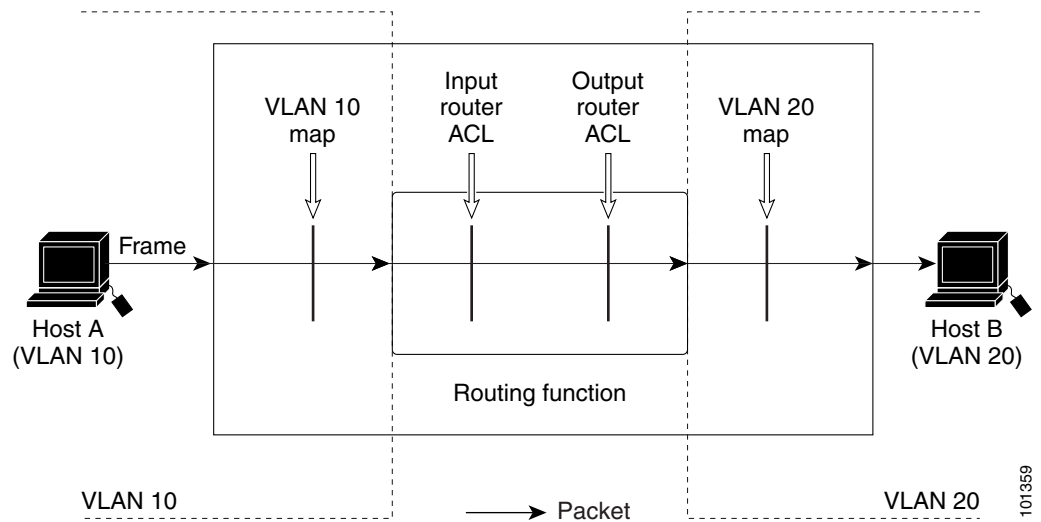 VLAN 10
map
Input
router
ACL
Output
router
ACL
VLAN 20
map
Frame
Host A
(VLAN 10)
Host B
(VLAN 20)
Routing function
VLAN 10
Packet
VLAN 20
101359